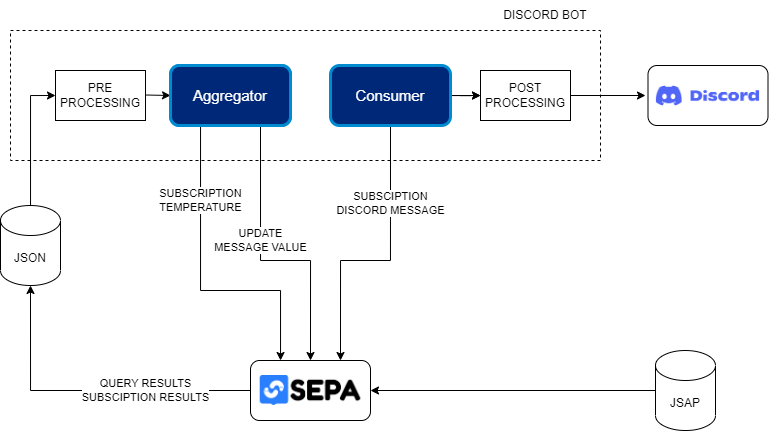 DISCORD BOT
PRE
PROCESSING
Aggregator
Consumer
POST
PROCESSING
Discord
SUBSCRIPTION
TEMPERATURE
SUBSCIPTION
DISCORD MESSAGE
UPDATE
MESSAGE VALUE
JSON
QUERY RESULTS
SUBSCIPTION RESULTS
SEPA
JSAP